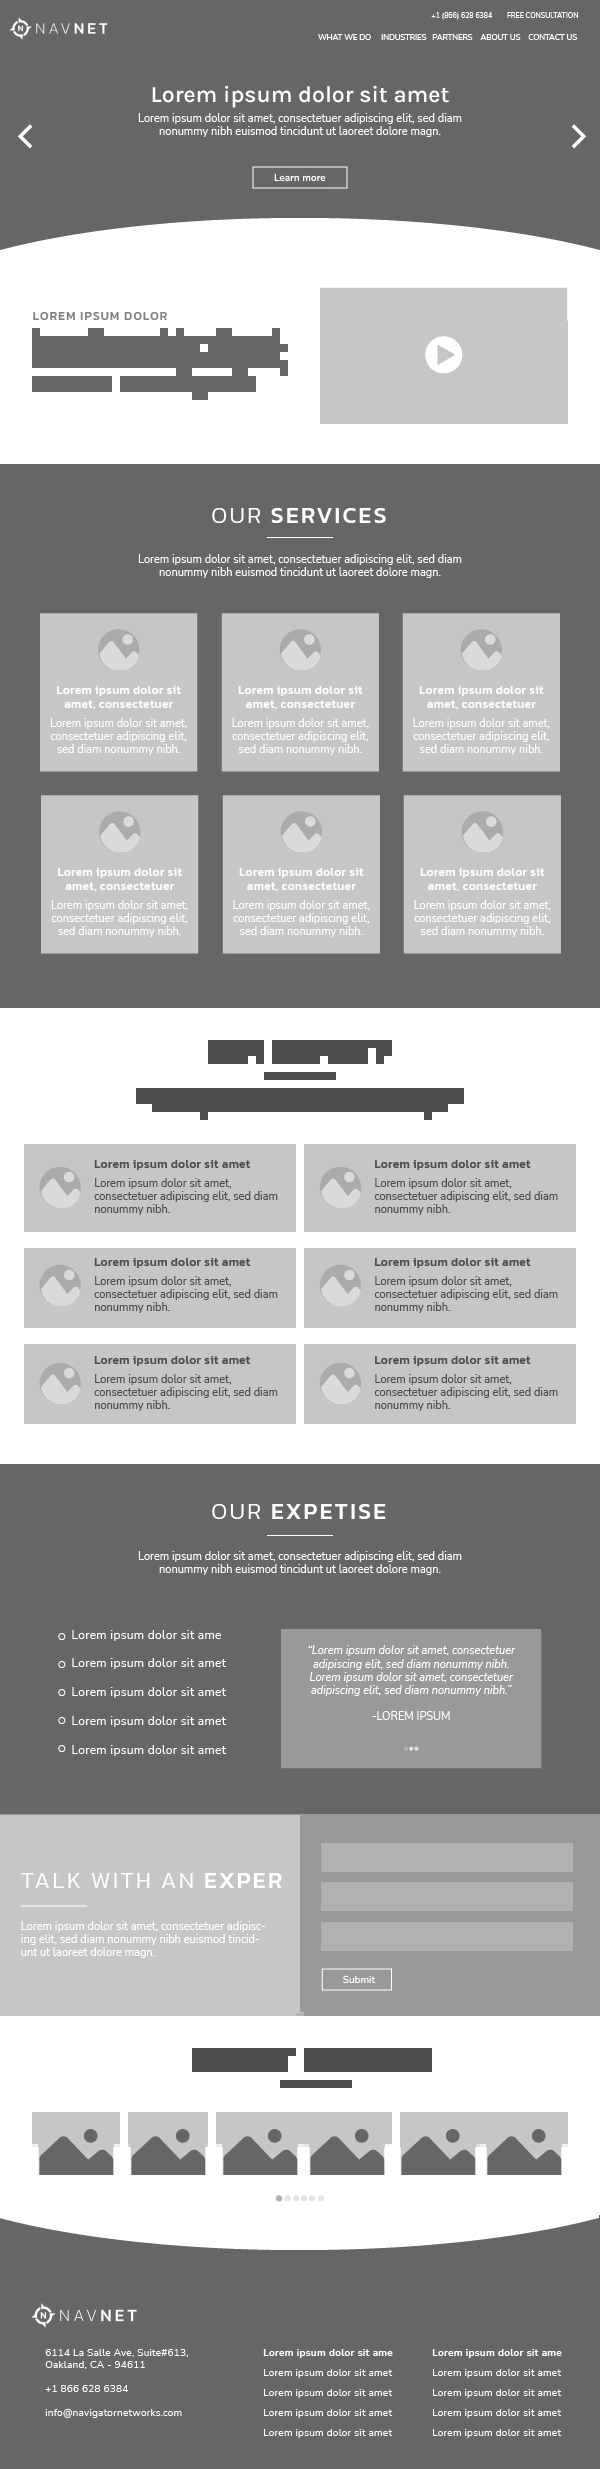 NAVNET
+1 (866) 628 6384 FREE CONSULTATION
WHAT WE DO INDUSTRIES PARTNERS ABOUT US CONTACT US
Lorem ipsum dolor sit amet
Lorem ipsum dolor sit amet, consectetuer adipiscing elit, sed diam
nonummy nibh euismod tincidunt ut laoreet dolore magn.
Learn more
LOREM IPSUM DOLOR
OUR SERVICES
Lorem ipsum dolor sit amet, consectetuer adipiscing elit, sed diam
nonummy nibh euismod tincidunt ut laoreet dolore magn.
Lorem ipsum dolor sit
amet, consectetuer
Lorem ipsum dolor sit amet,
consectetuer adipiscing elit,
sed diam nonummy nibh.
Lorem ipsum dolor sit
amet, consectetuer
Lorem ipsum dolor sit amet,
consectetuer adipiscing elit,
sed diam nonummy nibh.
Lorem ipsum dolor sit
amet, consectetuer
Lorem ipsum dolor sit amet,
consectetuer adipiscing elit,
sed diam nonummy nibh.
Lorem ipsum dolor sit
amet, consectetuer
Lorem ipsum dolor sit amet,
consectetuer adipiscing elit,
sed diam nonummy nibh.
Lorem ipsum dolor sit
amet, consectetuer
Lorem ipsum dolor sit amet,
consectetuer adipiscing elit,
sed diam nonummy nibh.
Lorem ipsum dolor sit
amet, consectetuer
Lorem ipsum dolor sit amet,
consectetuer adipiscing elit,
sed diam nonummy nibh.
Lorem ipsum dolor sit amet
Lorem ipsum dolor sit amet,
consectetuer adipiscing elit, sed diam
nonummy nibh.
Lorem ipsum dolor sit amet
Lorem ipsum dolor sit amet,
consectetuer adipiscing elit, sed diam
nonummy nibh.
Lorem ipsum dolor sit amet
Lorem ipsum dolor sit amet,
consectetuer adipiscing elit, sed diam
nonummy nibh.
Lorem ipsum dolor sit amet
Lorem ipsum dolor sit amet,
consectetuer adipiscing elit, sed diam
nonummy nibh.
Lorem ipsum dolor sit amet
Lorem ipsum dolor sit amet,
consectetuer adipiscing elit, sed diam
nonummy nibh.
Lorem ipsum dolor sit amet
Lorem ipsum dolor sit amet,
consectetuer adipiscing elit, sed diam
nonummy nibh.
OUR EXPETISE
Lorem ipsum dolor sit amet, consectetuer adipiscing elit, sed diam
nonummy nibh euismod tincidunt ut laoreet dolore magn.
Lorem ipsum dolor sit ame
Lorem ipsum dolor sit amet
Lorem ipsum dolor sit amet
Lorem ipsum dolor sit amet
Lorem ipsum dolor sit amet
“Lorem ipsum dolor sit amet, consectetuer
adipiscing elit, sed diam nonummy nibh.
Lorem ipsum dolor sit amet, consectetuer
adipiscing elit, sed diam nonummy nibh.”
-LOREM IPSUM
TALK WITH AN EXPER
Lorem ipsum dolor sit amet, consectetuer adipisc-
ing elit, sed diam nonummy nibh euismod tincid-
unt ut laoreet dolore magn.
Submit
NAVNET
6114 La Salle Ave, Suite#613,
Oakland, CA - 94611
+1 866 628 6384
info@navigatornetworks.com
Lorem ipsum dolor sit ame
Lorem ipsum dolor sit amet
Lorem ipsum dolor sit amet
Lorem ipsum dolor sit amet
Lorem ipsum dolor sit amet
Lorem ipsum dolor sit ame
Lorem ipsum dolor sit amet
Lorem ipsum dolor sit amet
Lorem ipsum dolor sit amet
Lorem ipsum dolor sit amet